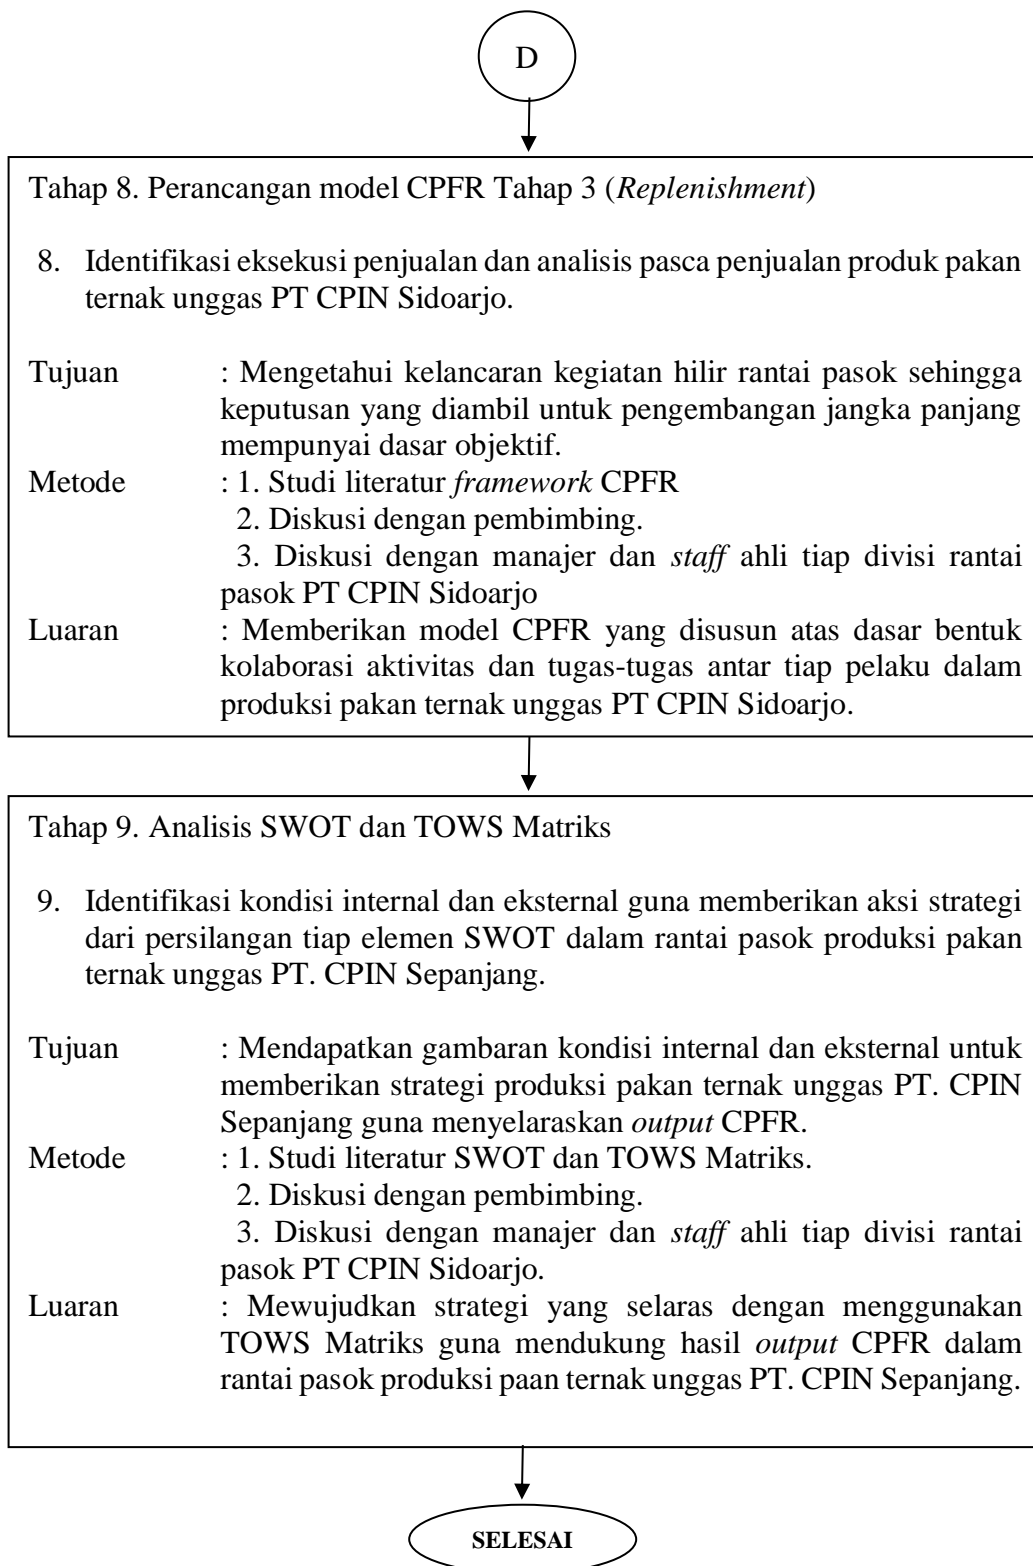 D
Tahap 8. Perancangan model CPFR Tahap 3 (Replenishment)
8. Identifikasi eksekusi penjualan dan analisis pasca penjualan produk pakan
ternak unggas PT CPIN Sidoarjo.
Tujuan : Mengetahui kelancaran kegiatan hilir rantai pasok sehingga
keputusan yang diambil untuk pengembangan jangka panjang
mempunyai dasar objektif.
Metode : 1. Studi literatur framework CPFR
2. Diskusi dengan pembimbing.
3. Diskusi dengan manajer dan staff ahli tiap divisi rantai
pasok PT CPIN Sidoarjo
Luaran : Memberikan model CPFR yang disusun atas dasar bentuk
kolaborasi aktivitas dan tugas-tugas antar tiap pelaku dalam
produksi pakan ternak unggas PT CPIN Sidoarjo.
Tahap 9. Analisis SWOT dan TOWS Matriks
9. Identifikasi kondisi internal dan eksternal guna memberikan aksi strategi
dari persilangan tiap elemen SWOT dalam rantai pasok produksi pakan
ternak unggas PT. CPIN Sepanjang.
Tujuan : Mendapatkan gambaran kondisi internal dan eksternal untuk
memberikan strategi produksi pakan ternak unggas PT. CPIN
Sepanjang guna menyelaraskan output CPFR.
Metode : 1. Studi literatur SWOT dan TOWS Matriks.
2. Diskusi dengan pembimbing.
3. Diskusi dengan manajer dan staff ahli tiap divisi rantai
pasok PT CPIN Sidoarjo.
Luaran : Mewujudkan strategi yang selaras dengan menggunakan
TOWS Matriks guna mendukung hasil output CPFR dalam
rantai pasok produksi paan ternak unggas PT. CPIN Sepanjang.
SELESAI